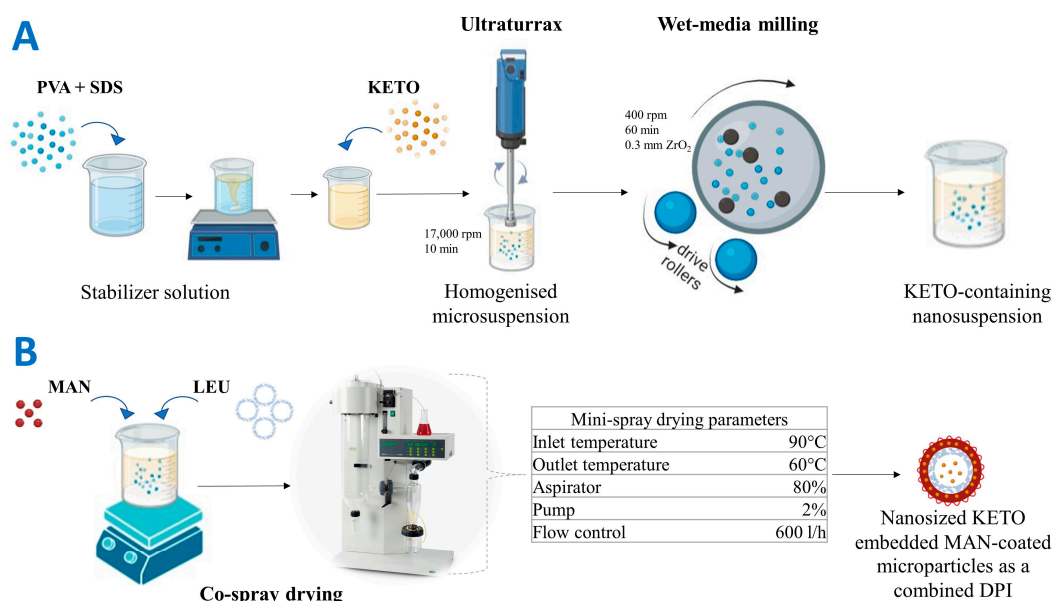 A
PVA + SDS
Stabilizer solution
KETO
Ultraturrax
17,000 rpm
10 min
Homogenised
microsuspension
Wet-media milling
400 rpm
60 min
0.3 mm ZrO₂
drive
rollers
KETO-containing
nanosuspension
B
MAN
LEU
Co-spray drying
Mini-spray drying parameters
Inlet temperature 90°C
Outlet temperature 60°C
Aspirator 80%
Pump 2%
Flow control 600 l/h
Nanosized KETO
embedded MAN-coated
microparticles as a
combined DPI